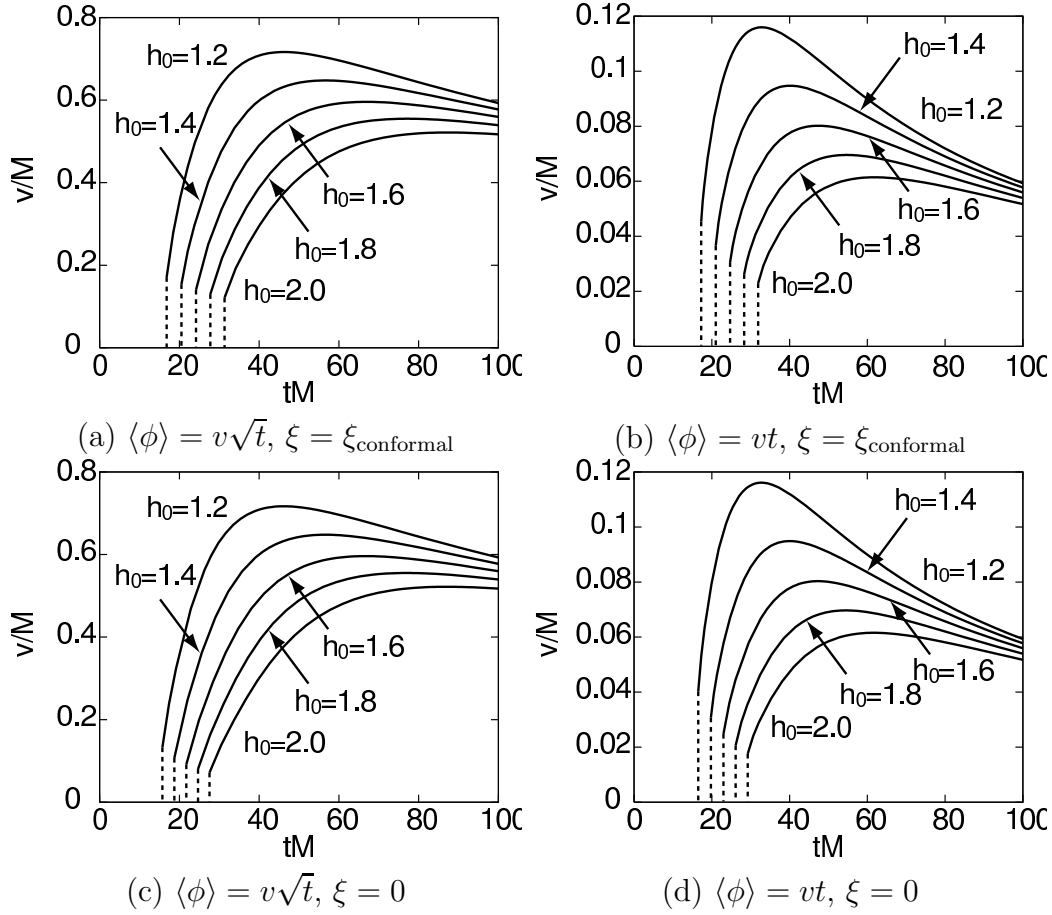 0.8
0.6
0.4
0.2
0
v/M
h₀=1.2
h₀=1.4
h₀=1.6
h₀=1.8
h₀=2.0
0 20 40 60 80 100
tM
(a) ⟨ϕ⟩ = v√t, ξ = ξconformal
0.12
0.1
0.08
0.06
0.04
0.02
0
v/M
h₀=1.4
h₀=1.2
h₀=1.6
h₀=1.8
h₀=2.0
0 20 40 60 80 100
tM
(b) ⟨ϕ⟩ = vt, ξ = ξconformal
0.8
0.6
0.4
0.2
0
v/M
h₀=1.2
h₀=1.4
h₀=1.6
h₀=1.8
h₀=2.0
0 20 40 60 80 100
tM
(c) ⟨ϕ⟩ = v√t, ξ = 0
0.12
0.1
0.08
0.06
0.04
0.02
0
v/M
h₀=1.4
h₀=1.2
h₀=1.6
h₀=1.8
h₀=2.0
0 20 40 60 80 100
tM
(d) ⟨ϕ⟩ = vt, ξ = 0